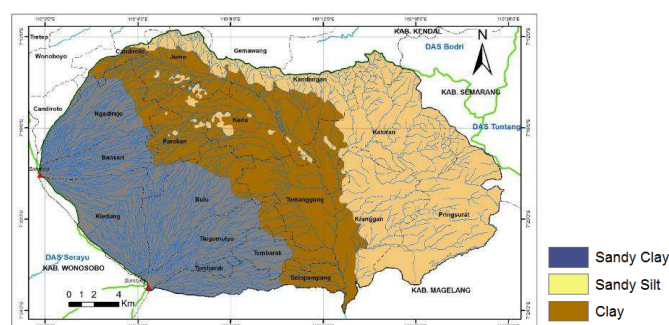 KAB. KENDAL
Tretep
Candiroto
Gemawang
DAS Bodri
N
Wonoboyo
Jumo
Kandangan
KAB. SEMARANG
Candiroto
Ngadirejo
Kedu
Kaloran
DAS Tuntang
Parakan
Bansari
Bulu
Temanggung
Kledung
Kranggan
Pringsurat
Tlogomulyo
Tembarak
DAS Serayu
KAB. WONOSOBO
Tembarak
Selopampang
KAB. MAGELANG
0 1 2 4
Km
Sandy Clay
Sandy Silt
Clay